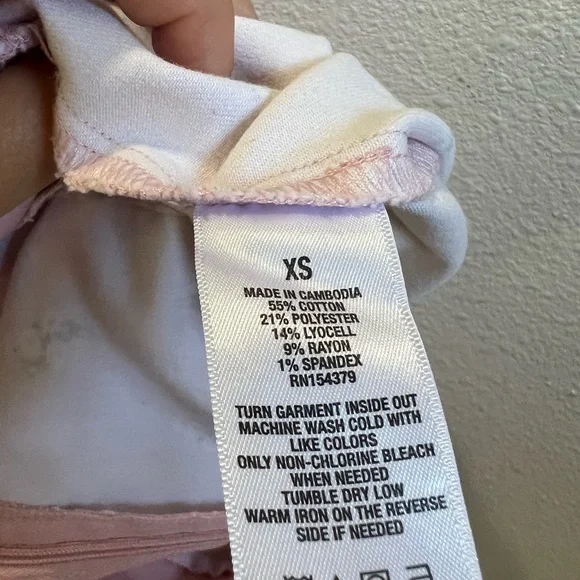 XS
MADE IN CAMBODIA
55% COTTON
21% POLYESTER
14% LYOCELL
9% RAYON
1% SPANDEX
RN154379
TURN GARMENT INSIDE OUT
MACHINE WASH COLD WITH
LIKE COLORS
ONLY NON-CHLORINE BLEACH
WHEN NEEDED
TUMBLE DRY LOW
WARM IRON ON THE REVERSE
SIDE IF NEEDED